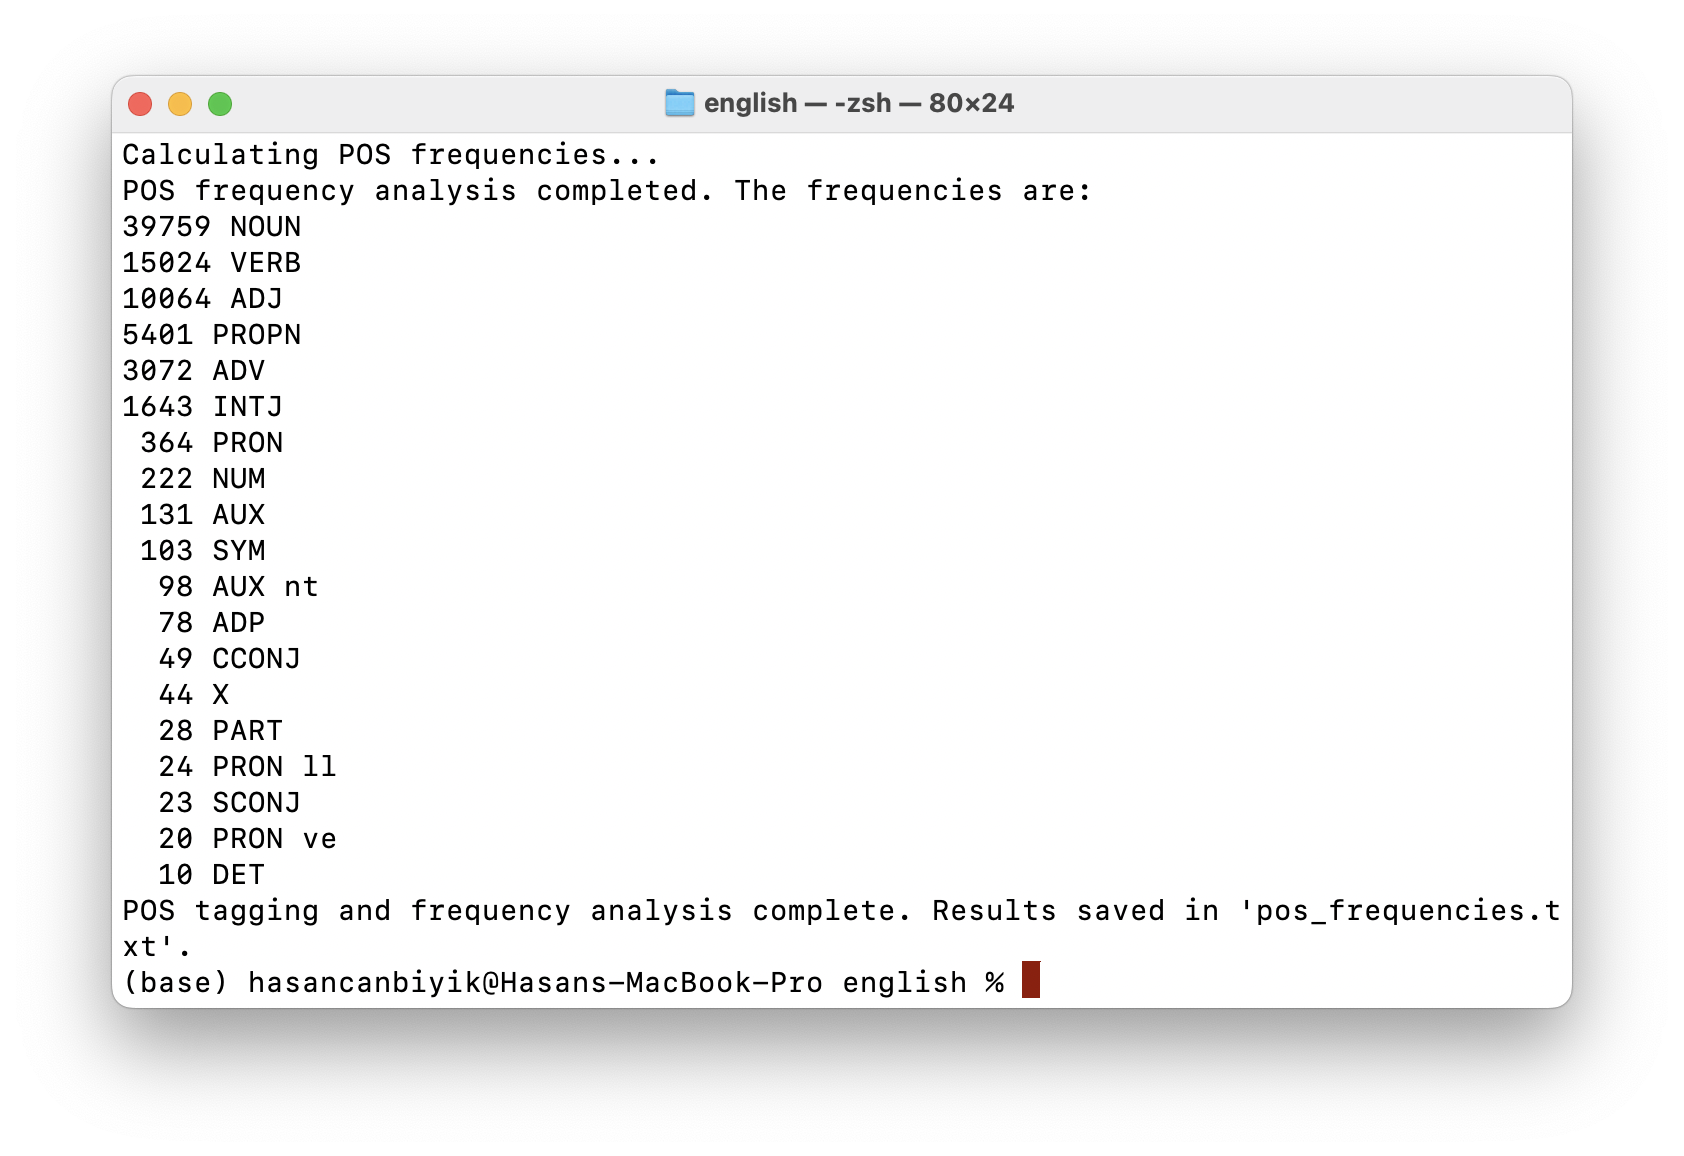 english — -zsh — 80×24
Calculating POS frequencies...
POS frequency analysis completed. The frequencies are:
39759 NOUN
15024 VERB
10064 ADJ
5401 PROPN
3072 ADV
1643 INTJ
 364 PRON
 222 NUM
 131 AUX
 103 SYM
  98 AUX nt
  78 ADP
  49 CCONJ
  44 X
  28 PART
  24 PRON ll
  23 SCONJ
  20 PRON ve
  10 DET
POS tagging and frequency analysis complete. Results saved in 'pos_frequencies.t
xt'.
(base) hasancanbiyik@Hasans-MacBook-Pro english %